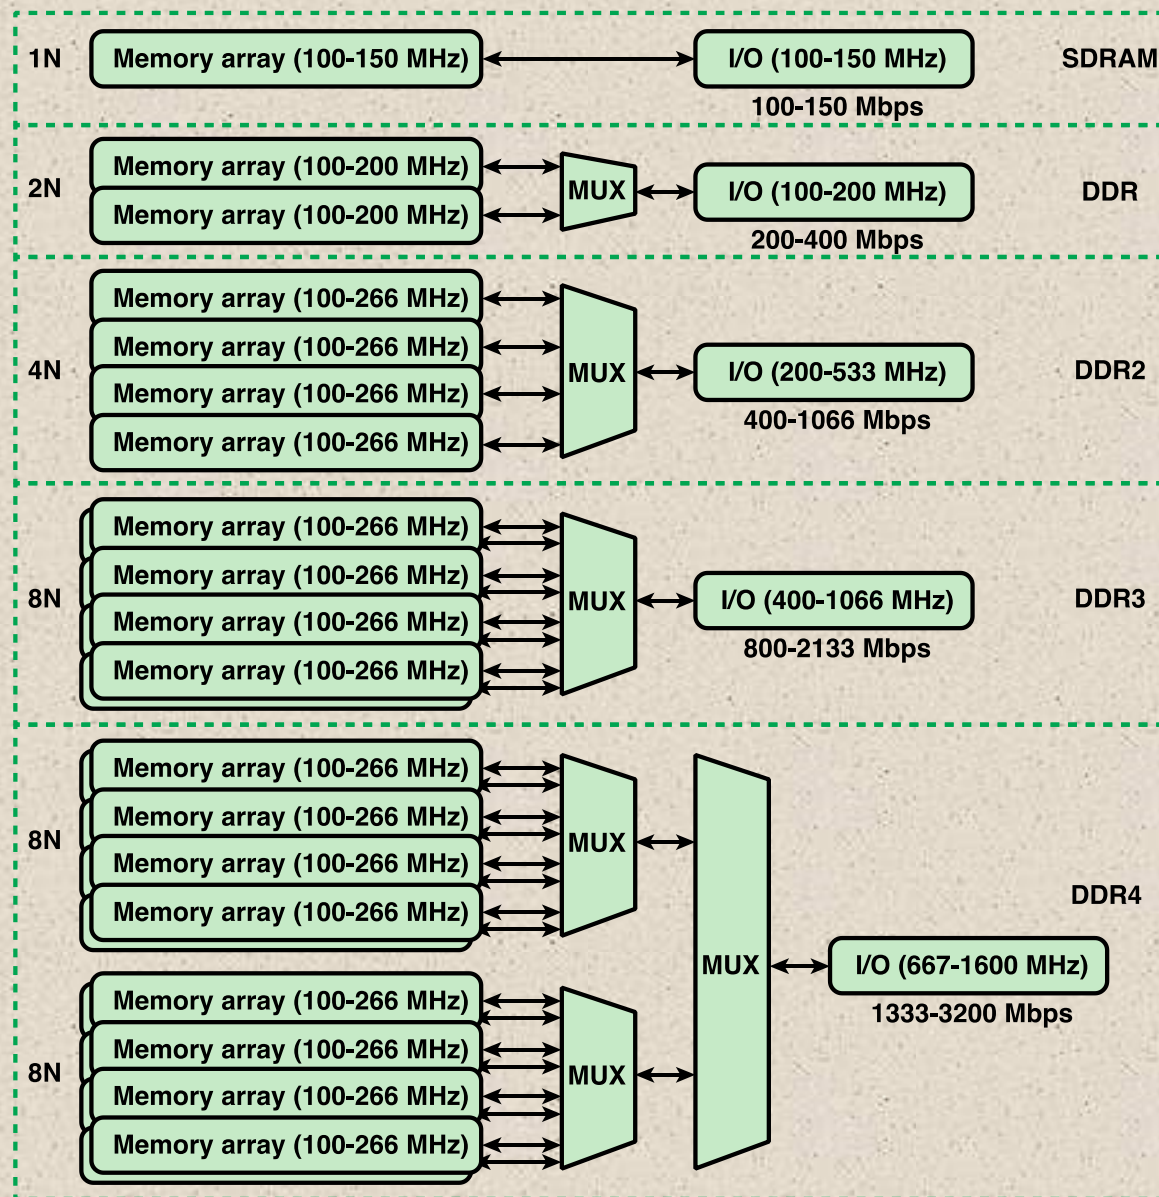 1N
Memory array (100-150 MHz)
I/O (100-150 MHz)
SDRAM
100-150 Mbps
2N
Memory array (100-200 MHz)
Memory array (100-200 MHz)
MUX
I/O (100-200 MHz)
DDR
200-400 Mbps
4N
Memory array (100-266 MHz)
Memory array (100-266 MHz)
Memory array (100-266 MHz)
Memory array (100-266 MHz)
MUX
I/O (200-533 MHz)
DDR2
400-1066 Mbps
8N
Memory array (100-266 MHz)
Memory array (100-266 MHz)
Memory array (100-266 MHz)
Memory array (100-266 MHz)
MUX
I/O (400-1066 MHz)
DDR3
800-2133 Mbps
8N
Memory array (100-266 MHz)
Memory array (100-266 MHz)
Memory array (100-266 MHz)
Memory array (100-266 MHz)
MUX
DDR4
MUX
I/O (667-1600 MHz)
1333-3200 Mbps
8N
Memory array (100-266 MHz)
Memory array (100-266 MHz)
Memory array (100-266 MHz)
Memory array (100-266 MHz)
MUX